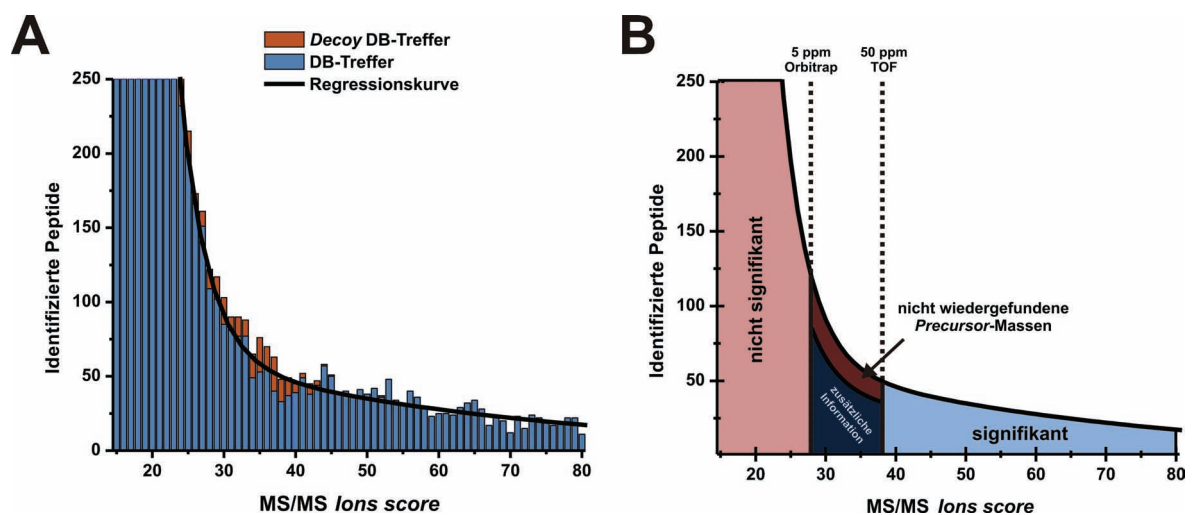 A
Decoy DB-Treffer
DB-Treffer
Regressionskurve
250
200
150
100
50
0
Identifizierte Peptide
20 30 40 50 60 70 80
MS/MS Ions score
B
5 ppm
Orbitrap
50 ppm
TOF
250
200
150
100
50
Identifizierte Peptide
nicht signifikant
nicht wiedergefundene
Precursor-Massen
zusätzliche
Information
signifikant
20 30 40 50 60 70 80
MS/MS Ions score